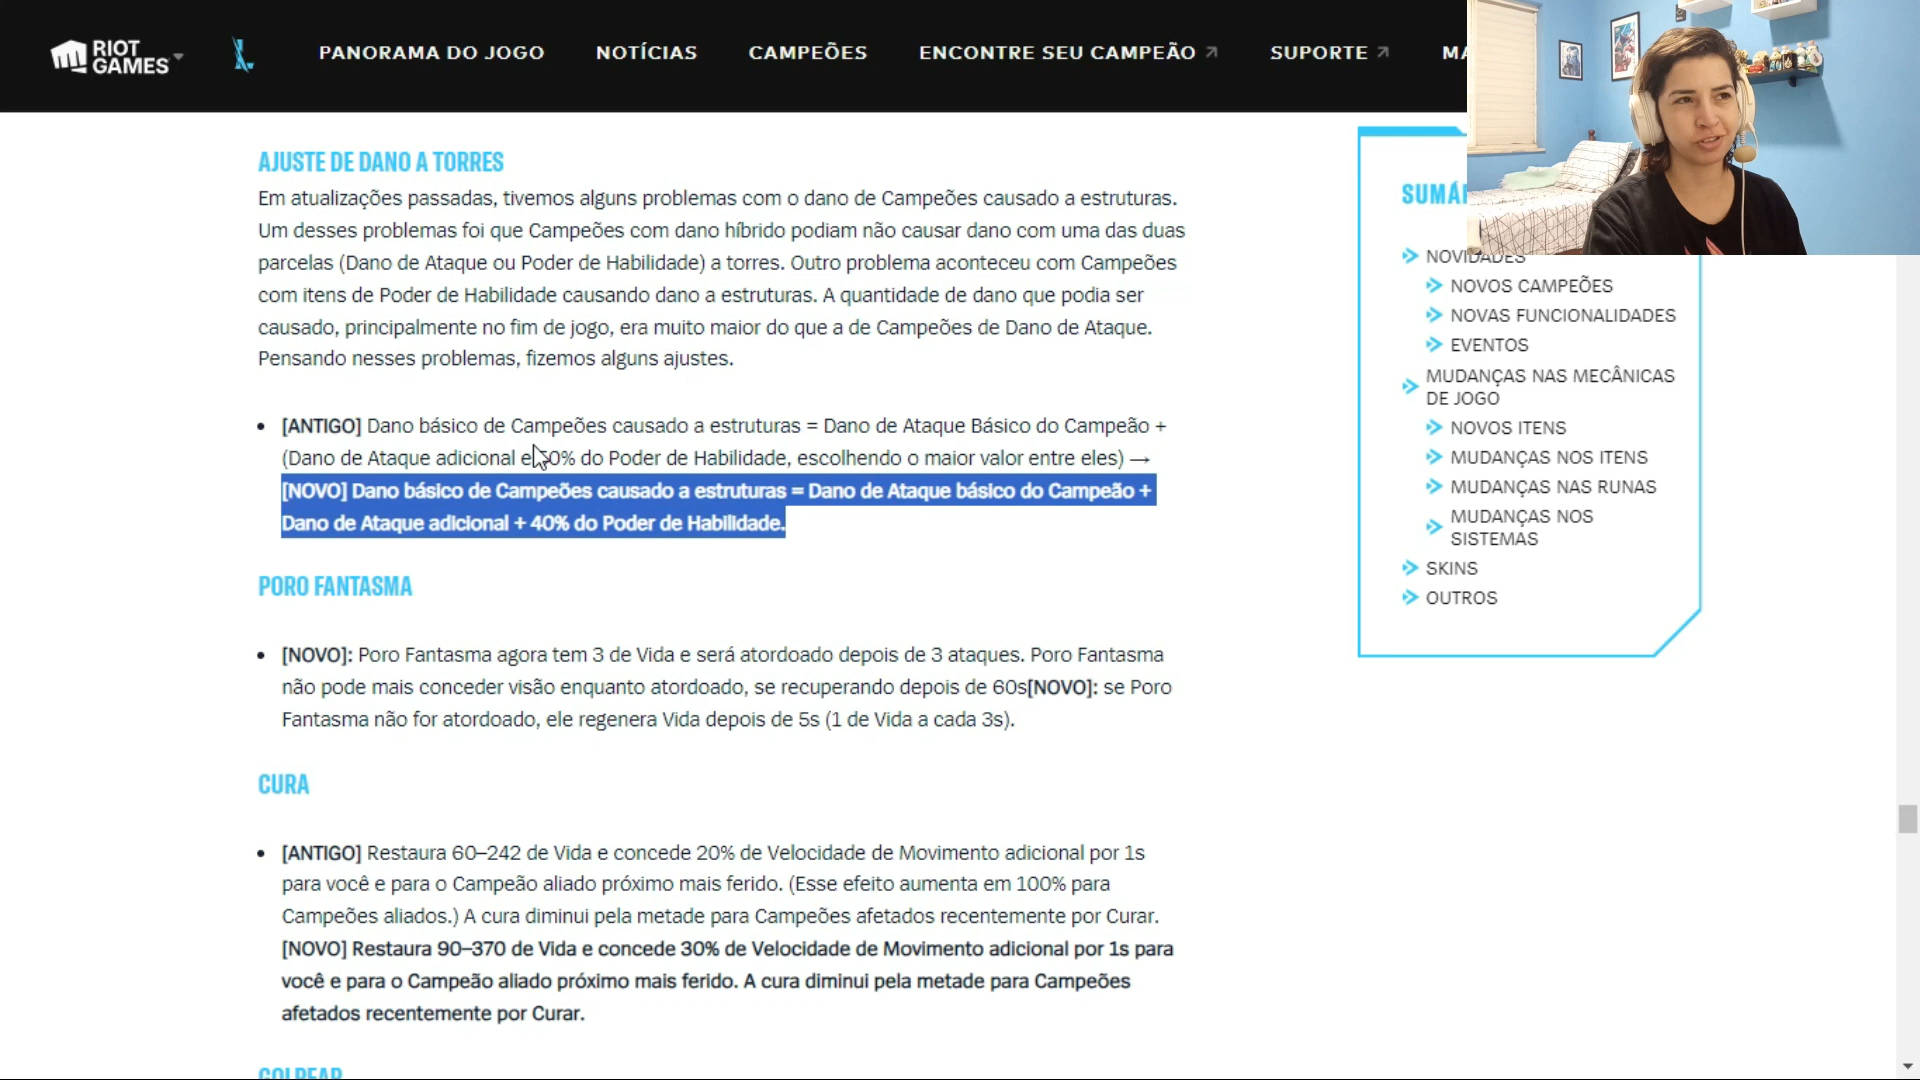 RIOT GAMES
PANORAMA DO JOGO
NOTÍCIAS
CAMPEÕES
ENCONTRE SEU CAMPEÃO
SUPORTE
AJUSTE DE DANO A TORRES
Em atualizações passadas, tivemos alguns problemas com o dano de Campeões causado a estruturas.
Um desses problemas foi que Campeões com dano híbrido podiam não causar dano com uma das duas
parcelas (Dano de Ataque ou Poder de Habilidade) a torres. Outro problema aconteceu com Campeões
com itens de Poder de Habilidade causando dano a estruturas. A quantidade de dano que podia ser
causado, principalmente no fim de jogo, era muito maior do que a de Campeões de Dano de Ataque.
Pensando nesses problemas, fizemos alguns ajustes.
[ANTIGO] Dano básico de Campeões causado a estruturas = Dano de Ataque Básico do Campeão +
(Dano de Ataque adicional e 0% do Poder de Habilidade, escolhendo o maior valor entre eles) →
[NOVO] Dano básico de Campeões causado a estruturas = Dano de Ataque básico do Campeão +
Dano de Ataque adicional + 40% do Poder de Habilidade.
PORO FANTASMA
[NOVO]: Poro Fantasma agora tem 3 de Vida e será atordoado depois de 3 ataques. Poro Fantasma
não pode mais conceder visão enquanto atordoado, se recuperando depois de 60s[NOVO]: se Poro
Fantasma não for atordoado, ele regenera Vida depois de 5s (1 de Vida a cada 3s).
CURA
[ANTIGO] Restaura 60–242 de Vida e concede 20% de Velocidade de Movimento adicional por 1s
para você e para o Campeão aliado próximo mais ferido. (Esse efeito aumenta em 100% para
Campeões aliados.) A cura diminui pela metade para Campeões afetados recentemente por Curar.
[NOVO] Restaura 90–370 de Vida e concede 30% de Velocidade de Movimento adicional por 1s para
você e para o Campeão aliado próximo mais ferido. A cura diminui pela metade para Campeões
afetados recentemente por Curar.
GOLPEAR
NOVIDADES
NOVOS CAMPEÕES
NOVAS FUNCIONALIDADES
EVENTOS
MUDANÇAS NAS MECÂNICAS
DE JOGO
NOVOS ITENS
MUDANÇAS NOS ITENS
MUDANÇAS NAS RUNAS
MUDANÇAS NOS
SISTEMAS
SKINS
OUTROS